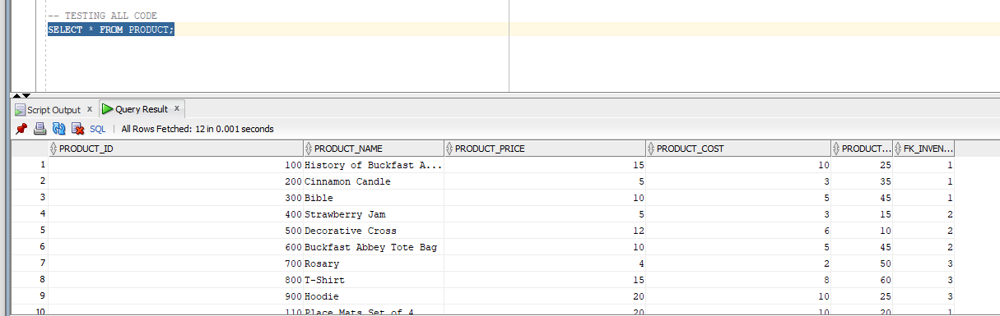 -- TESTING ALL CODE
SELECT * FROM PRODUCT;
Script Output x Query Result x
SQL | All Rows Fetched: 12 in 0.001 seconds
PRODUCT_ID PRODUCT_NAME PRODUCT_PRICE PRODUCT_COST PRODUCT... FK_INVEN...
1 100 History of Buckfast A... 15 10 25 1
2 200 Cinnamon Candle 5 3 35 1
3 300 Bible 10 5 45 1
4 400 Strawberry Jam 5 3 15 2
5 500 Decorative Cross 12 6 10 2
6 600 Buckfast Abbey Tote Bag 10 5 45 2
7 700 Rosary 4 2 50 3
8 800 T-Shirt 15 8 60 3
9 900 Hoodie 20 10 25 3
10 110 Place Mats Set of 4 20 10 20 1